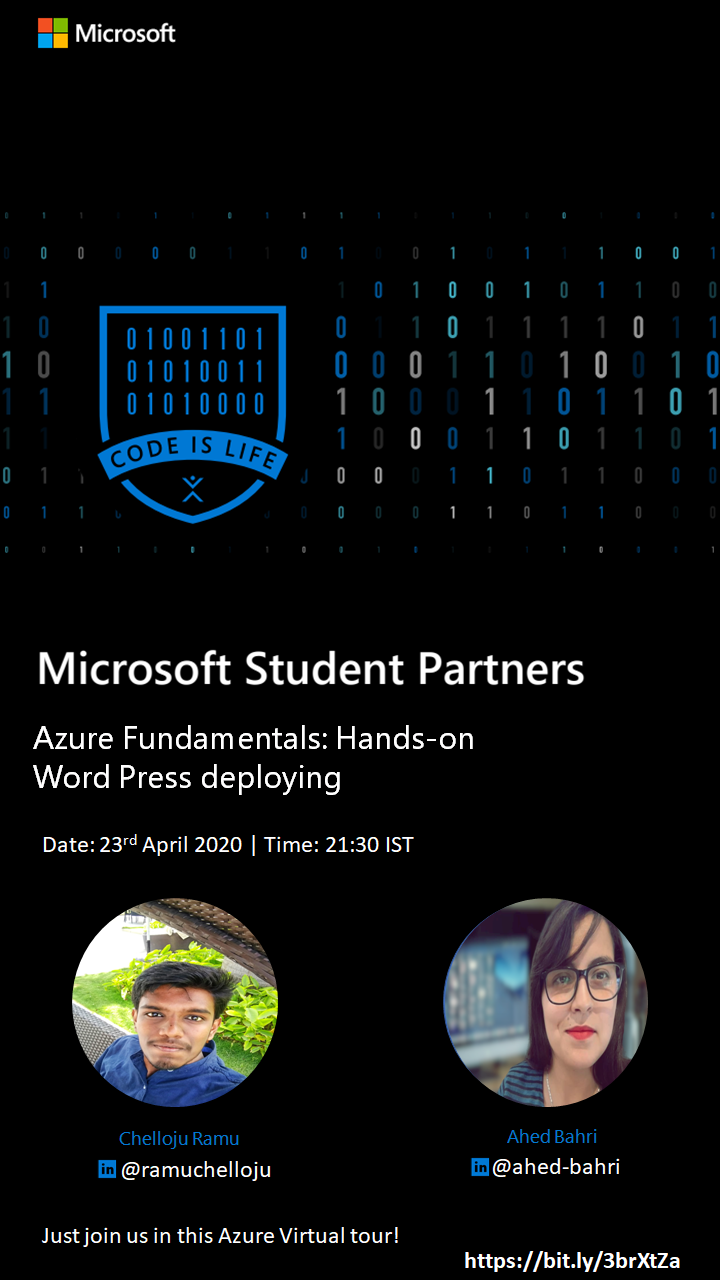 Microsoft
01001101
01010011
01010000
CODE IS LIFE
Microsoft Student Partners
Azure Fundamentals: Hands-on
Word Press deploying
Date: 23rd April 2020 | Time: 21:30 IST
Chelloju Ramu
Ahed Bahri
in @ramuchelloju
in @ahed-bahri
Just join us in this Azure Virtual tour!
https://bit.ly/3brXtZa